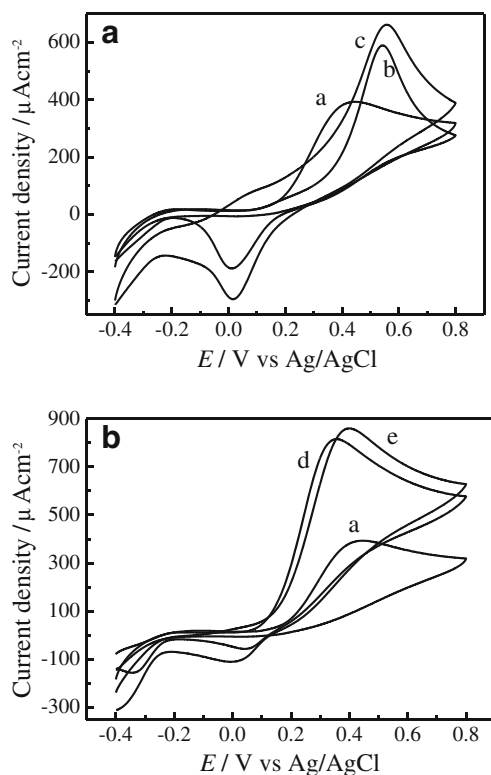 a
600
400
200
0
-200
Current density / μ Acm-2
c
b
a
-0.4 -0.2 0.0 0.2 0.4 0.6 0.8
E / V vs Ag/AgCl
b
900
700
500
300
100
-100
-300
Current density / μ Acm-2
d
e
a
-0.4 -0.2 0.0 0.2 0.4 0.6 0.8
E / V vs Ag/AgCl